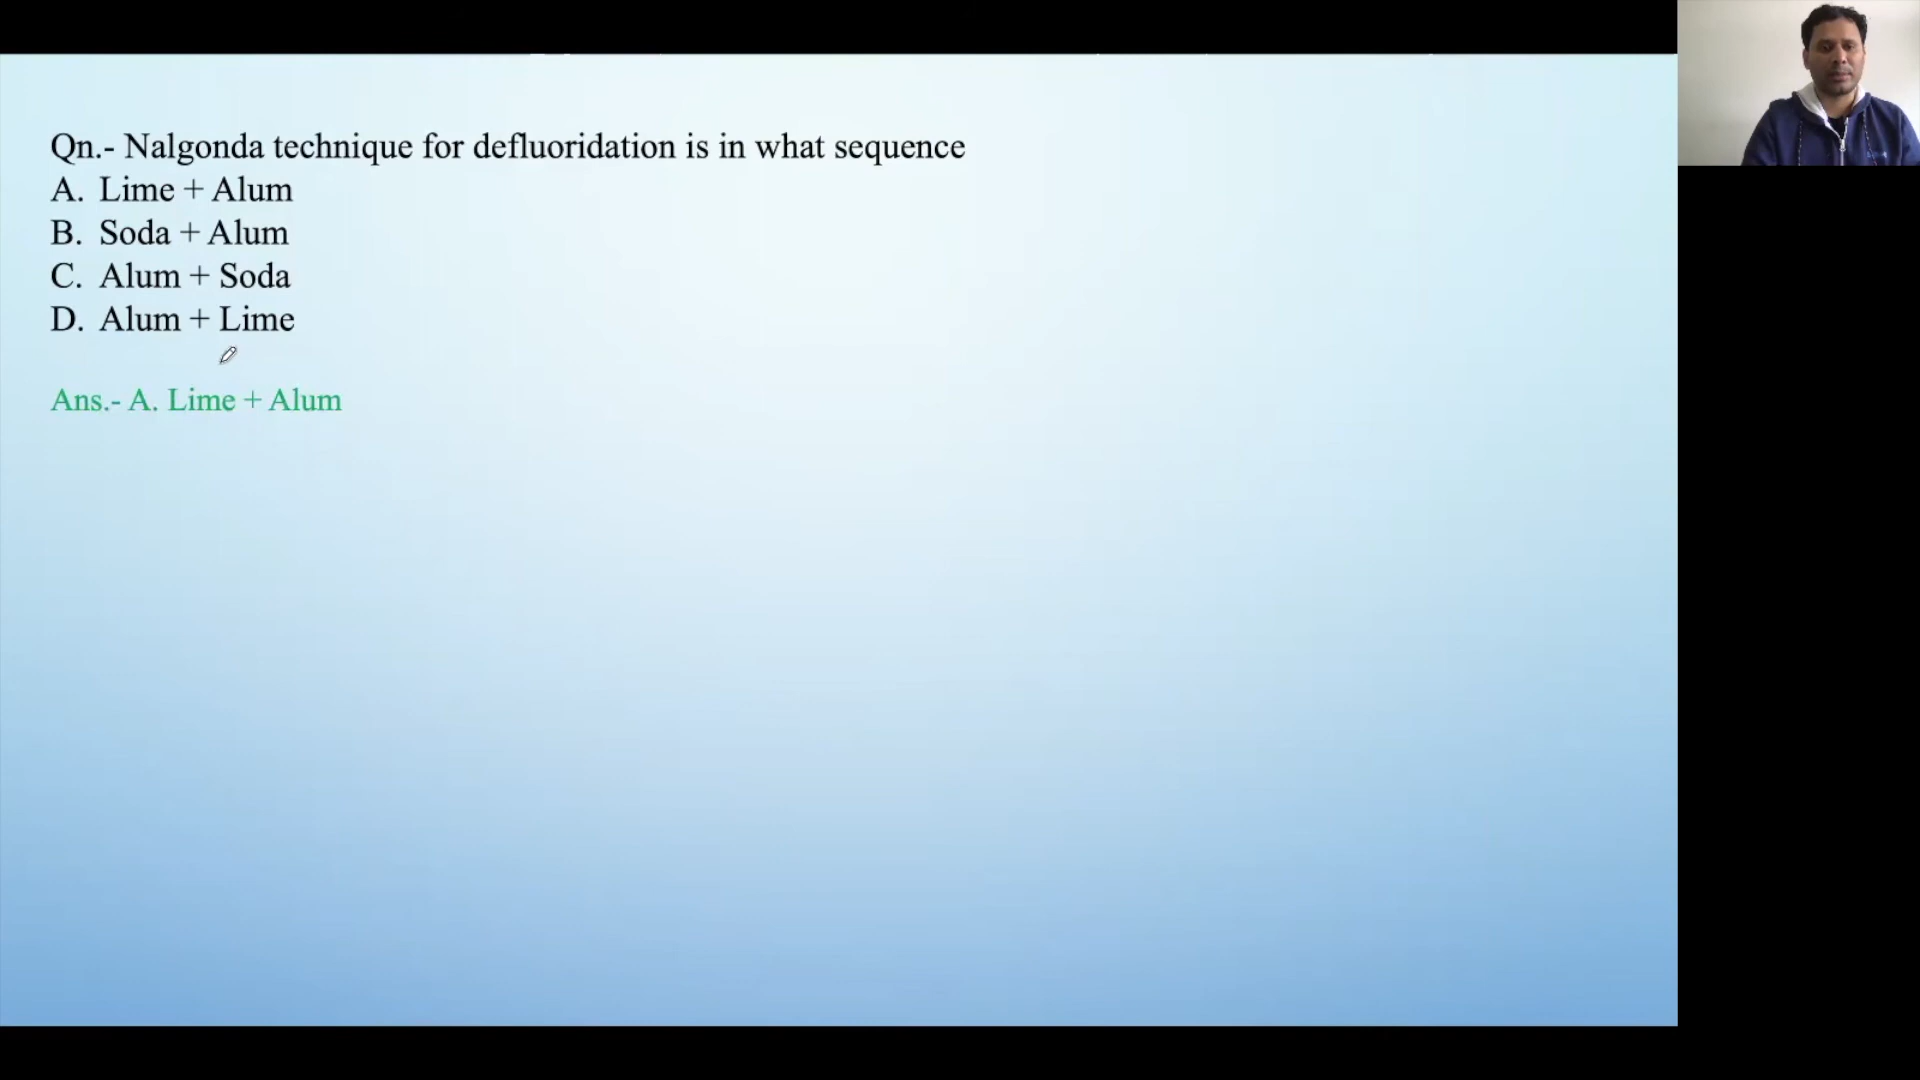 Qn.- Nalgonda technique for defluoridation is in what sequence
A. Lime + Alum
B. Soda + Alum
C. Alum + Soda
D. Alum + Lime
Ans.- A. Lime + Alum